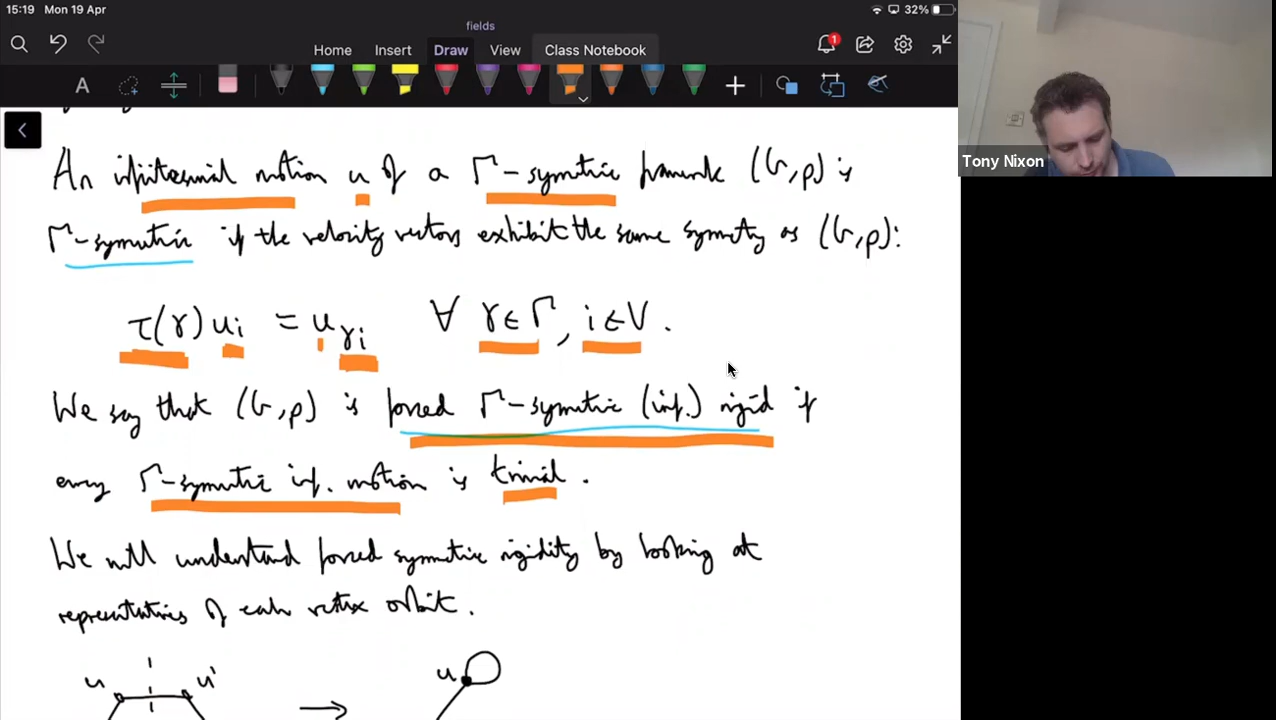 15:19 Mon 19 Apr
32%
fields
Home Insert Draw View Class Notebook
1
A
Tony Nixon
An infinitesimal motion u of a Γ-symmetric framework (G,p) is
Γ-symmetric if the velocity vectors exhibit the same symmetry as (G,p):
τ(γ) uᵢ = u_γi ∀ γ∈Γ, i∈V.
We say that (G,p) is forced Γ-symmetric (inf.) rigid if
every Γ-symmetric inf. motion is trivial.
We will understand forced symmetric rigidity by looking at
representatives of each vertex orbit.
u u' u